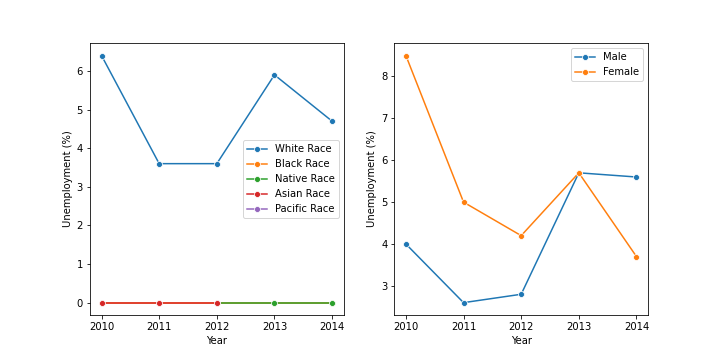 Unemployment (%)
6
5
4
3
2
1
0
White Race
Black Race
Native Race
Asian Race
Pacific Race
2010 2011 2012 2013 2014
Year
Unemployment (%)
8
7
6
5
4
3
Male
Female
2010 2011 2012 2013 2014
Year